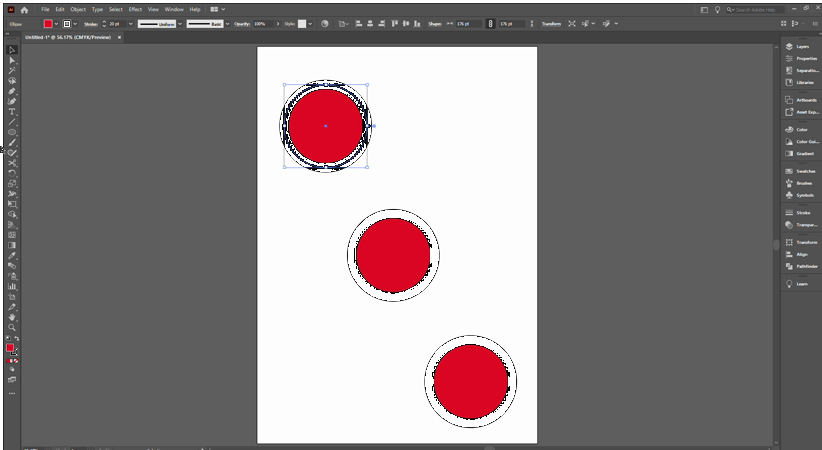 Ai File Edit Object Type Select Effect View Window Help Search Adobe Help
Ellipse Stroke: 20 pt Uniform Basic Opacity: 100% Style: Shape: 176 pt 176 pt Transform
Untitled-1* @ 56.17% (CMYK/Preview) ×
Layers
Properties
Separatio...
Libraries
Artboards
Asset Exp...
Color
Color Gui...
Gradient
Swatches
Brushes
Symbols
Stroke
Transpar...
Transform
Align
Pathfinder
Learn